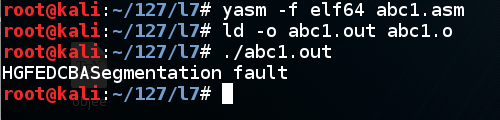 root@kali:~/127/l7# yasm -f elf64 abc1.asm
root@kali:~/127/l7# ld -o abc1.out abc1.o
root@kali:~/127/l7# ./abc1.out
HGFEDCBASegmentation fault
root@kali:~/127/l7#